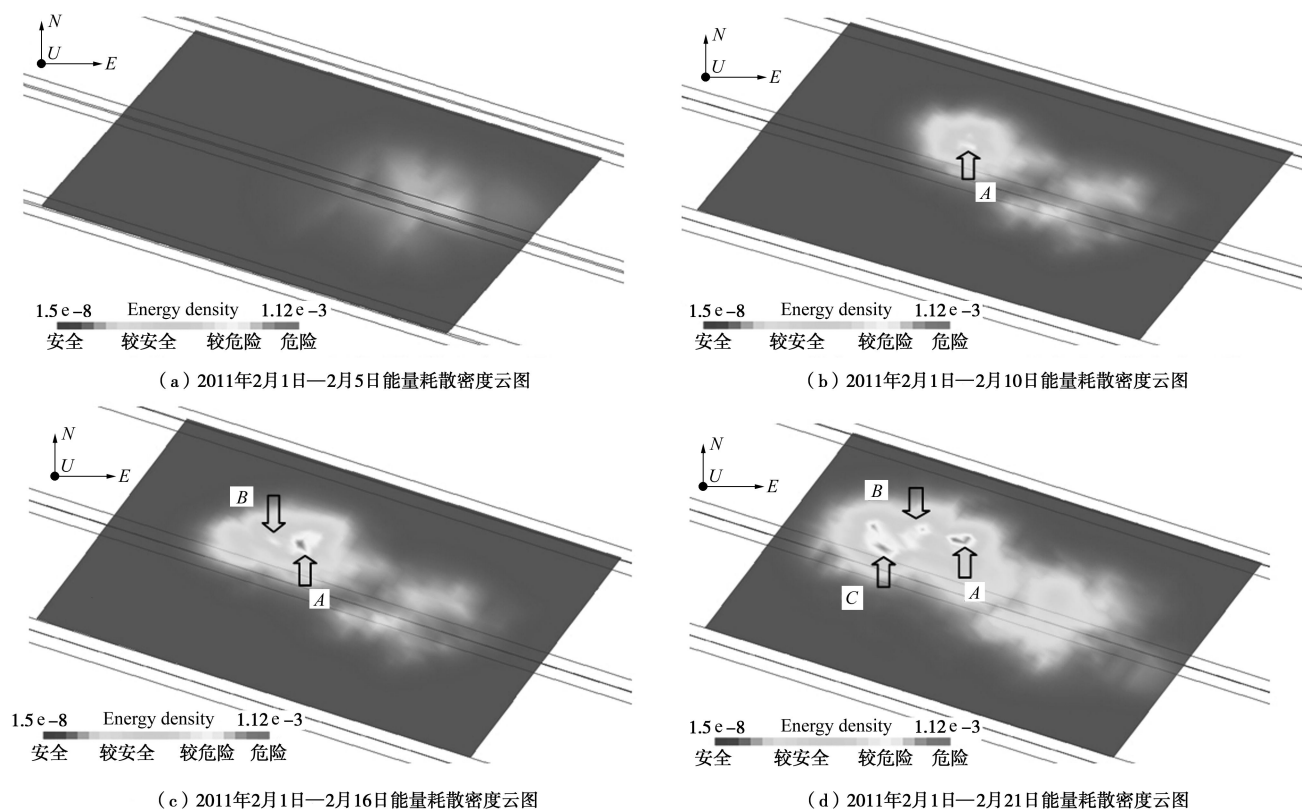 N
U
E
1.5 e-8 Energy density 1.12 e-3
安全 较安全 较危险 危险
(a) 2011年2月1日—2月5日能量耗散密度云图
N
U
E
A
1.5 e-8 Energy density 1.12 e-3
安全 较安全 较危险 危险
(b) 2011年2月1日—2月10日能量耗散密度云图
N
U
E
B
A
1.5 e-8 Energy density 1.12 e-3
安全 较安全 较危险 危险
(c) 2011年2月1日—2月16日能量耗散密度云图
N
U
E
B
C
A
1.5 e-8 Energy density 1.12 e-3
安全 较安全 较危险 危险
(d) 2011年2月1日—2月21日能量耗散密度云图